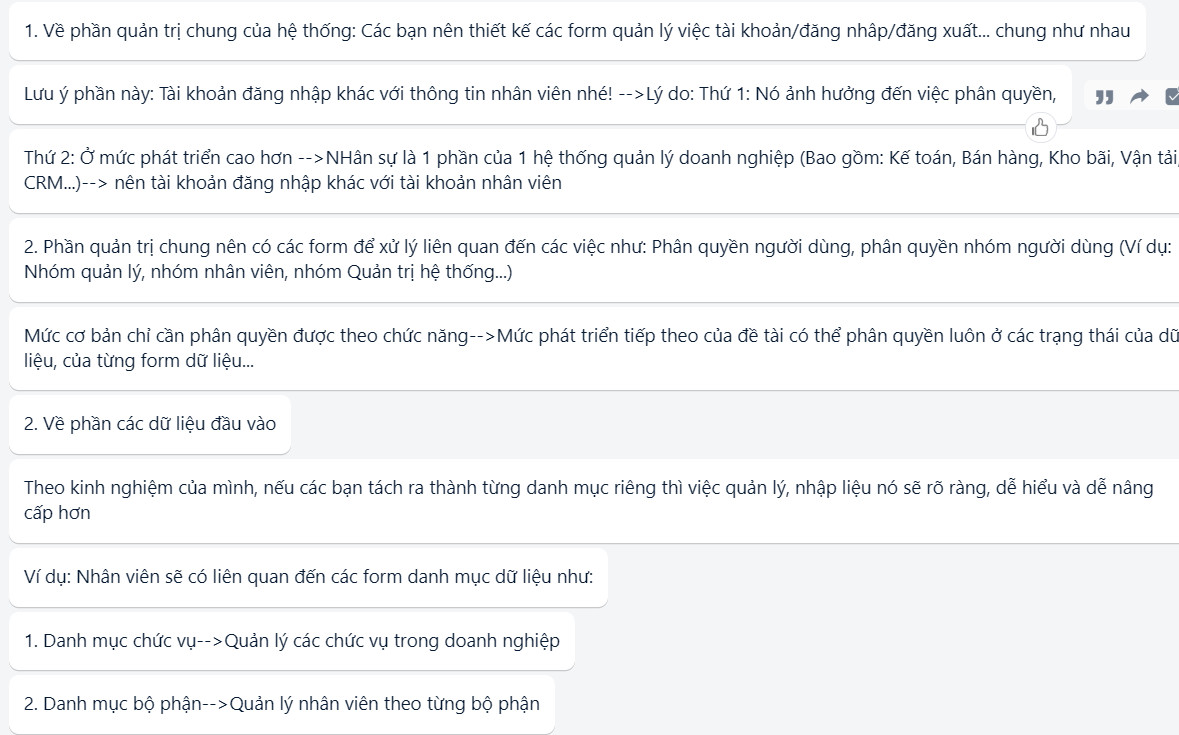 1. Về phần quản trị chung của hệ thống: Các bạn nên thiết kế các form quản lý việc tài khoản/đăng nhâp/đăng xuất... chung như nhau
Lưu ý phần này: Tài khoản đăng nhập khác với thông tin nhân viên nhé! -->Lý do: Thứ 1: Nó ảnh hưởng đến việc phân quyền,
Thứ 2: Ở mức phát triển cao hơn -->NHân sự là 1 phần của 1 hệ thống quản lý doanh nghiệp (Bao gồm: Kế toán, Bán hàng, Kho bãi, Vận tải,
CRM...)--> nên tài khoản đăng nhập khác với tài khoản nhân viên
2. Phần quản trị chung nên có các form để xử lý liên quan đến các việc như: Phân quyền người dùng, phân quyền nhóm người dùng (Ví dụ:
Nhóm quản lý, nhóm nhân viên, nhóm Quản trị hệ thống...)
Mức cơ bản chỉ cần phân quyền được theo chức năng-->Mức phát triển tiếp theo của đề tài có thể phân quyền luôn ở các trạng thái của dữ
liệu, của từng form dữ liệu...
2. Về phần các dữ liệu đầu vào
Theo kinh nghiệm của mình, nếu các bạn tách ra thành từng danh mục riêng thì việc quản lý, nhập liệu nó sẽ rõ ràng, dễ hiểu và dễ nâng
cấp hơn
Ví dụ: Nhân viên sẽ có liên quan đến các form danh mục dữ liệu như:
1. Danh mục chức vụ-->Quản lý các chức vụ trong doanh nghiệp
2. Danh mục bộ phận-->Quản lý nhân viên theo từng bộ phận